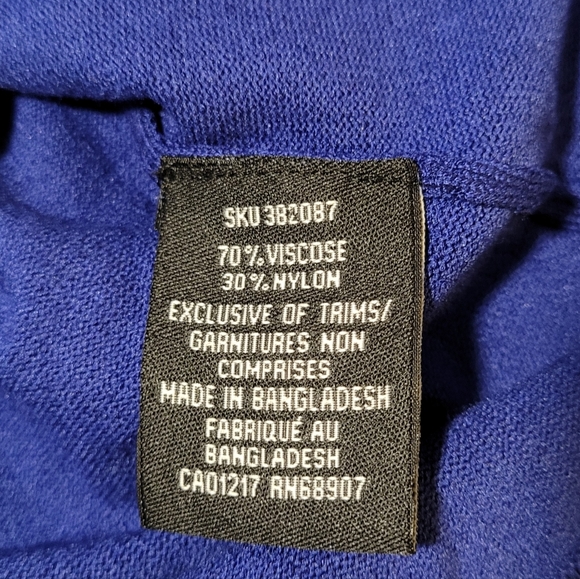 SKU 3B2087
70%VISCOSE
30%NYLON
EXCLUSIVE OF TRIMS/
GARNITURES NON
COMPRISES
MADE IN BANGLADESH
FABRIQUÉ AU
BANGLADESH
CA01217 RN68907